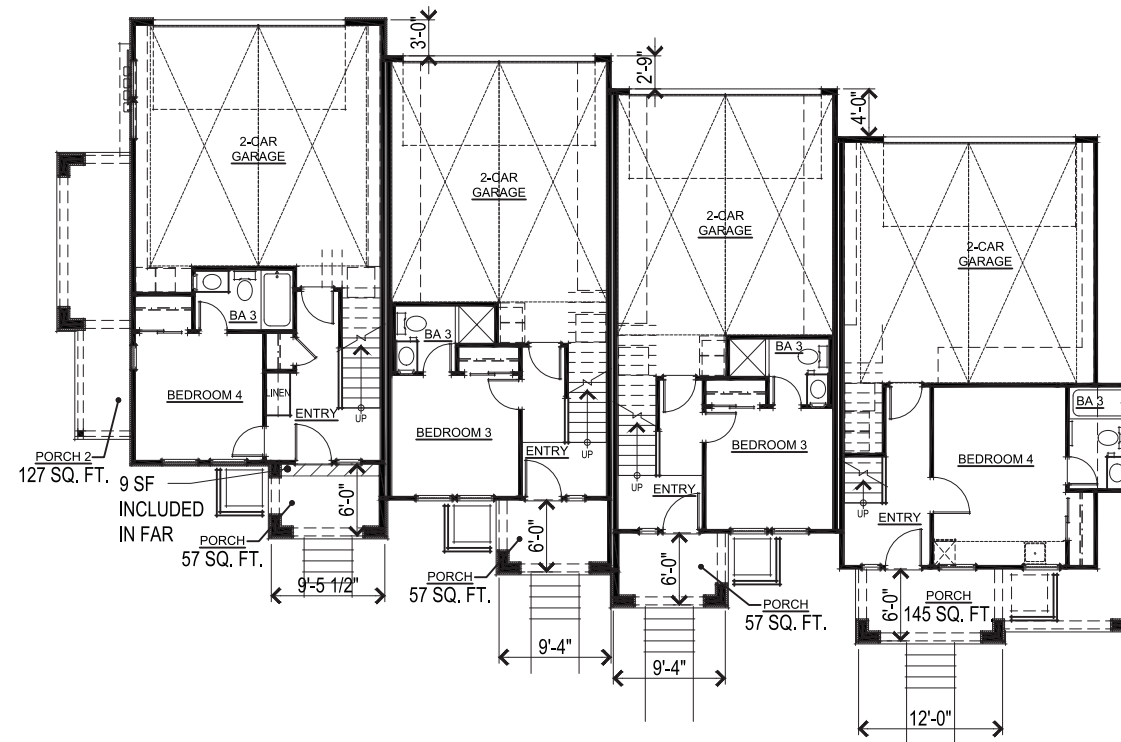 3'-0"
2'-9"
4'-0"
2-CAR
GARAGE
2-CAR
GARAGE
2-CAR
GARAGE
2-CAR
GARAGE
BA 3
BEDROOM 4
LINEN
ENTRY
UP
PORCH 2
127 SQ. FT.
9 SF
INCLUDED
IN FAR
PORCH
57 SQ. FT.
6'-0"
9'-5 1/2"
BA 3
BEDROOM 3
ENTRY
UP
6'-0"
PORCH
57 SQ. FT.
9'-4"
BA 3
BEDROOM 3
ENTRY
UP
6'-0"
PORCH
57 SQ. FT.
9'-4"
BA 3
BEDROOM 4
ENTRY
UP
6'-0"
PORCH
145 SQ. FT
12'-0"